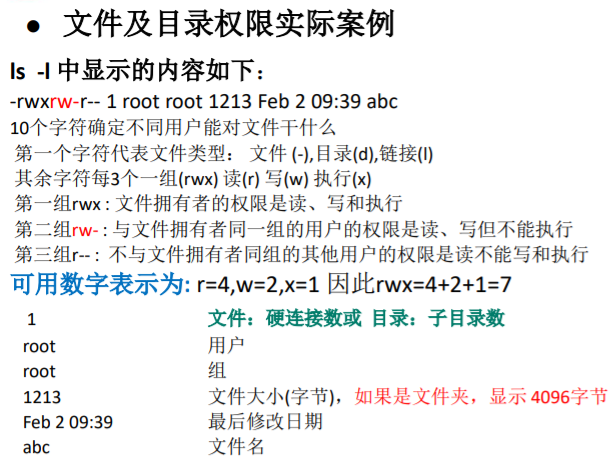 ● 文件及目录权限实际案例
ls -l 中显示的内容如下：
-rwxrw-r-- 1 root root 1213 Feb 2 09:39 abc
10个字符确定不同用户能对文件干什么
第一个字符代表文件类型： 文件 (-),目录(d),链接(l)
其余字符每3个一组(rwx) 读(r) 写(w) 执行(x)
第一组rwx : 文件拥有者的权限是读、写和执行
第二组rw- : 与文件拥有者同一组的用户的权限是读、写但不能执行
第三组r-- : 不与文件拥有者同组的其他用户的权限是读不能写和执行
可用数字表示为: r=4,w=2,x=1 因此rwx=4+2+1=7
1 文件：硬连接数或 目录：子目录数
root 用户
root 组
1213 文件大小(字节)，如果是文件夹，显示 4096字节
Feb 2 09:39 最后修改日期
abc 文件名